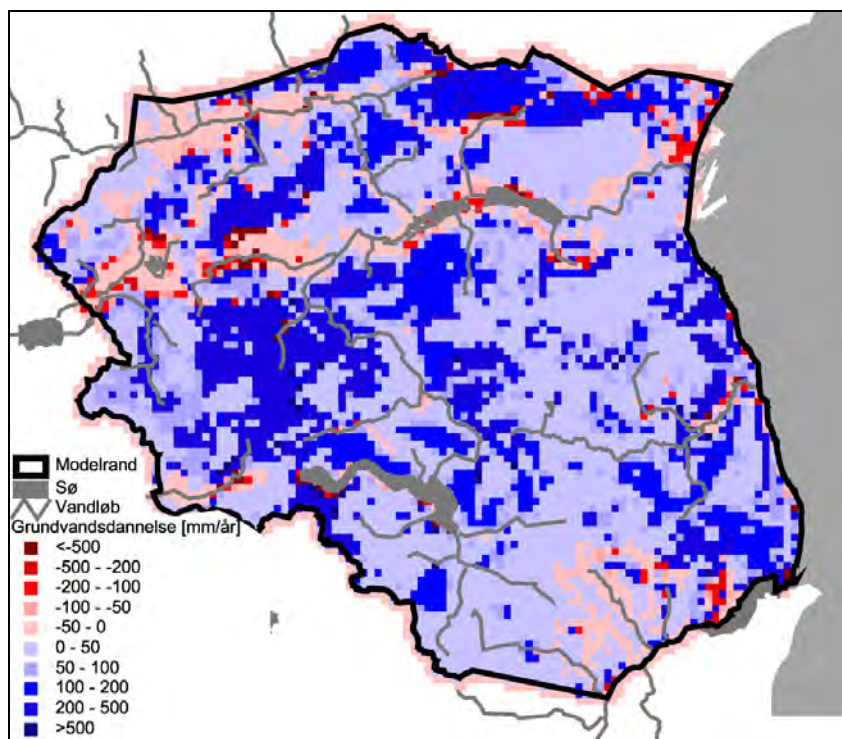 Modelrand
Sø
Vandløb
Grundvandsdannelse [mm/år]
<-500
-500 - -200
-200 - -100
-100 - -50
-50 - 0
0 - 50
50 - 100
100 - 200
200 - 500
>500